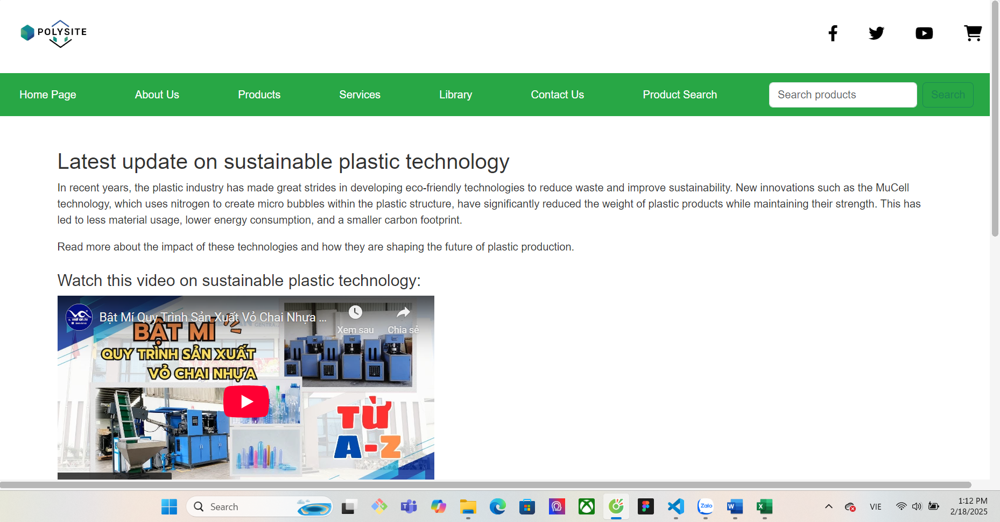 POLYSITE
Home Page About Us Products Services Library Contact Us Product Search Search products Search
Latest update on sustainable plastic technology
In recent years, the plastic industry has made great strides in developing eco-friendly technologies to reduce waste and improve sustainability. New innovations such as the MuCell
technology, which uses nitrogen to create micro bubbles within the plastic structure, have significantly reduced the weight of plastic products while maintaining their strength. This has
led to less material usage, lower energy consumption, and a smaller carbon footprint.
Read more about the impact of these technologies and how they are shaping the future of plastic production.
Watch this video on sustainable plastic technology:
Bật Mí Quy Trình Sản Xuất Vỏ Chai Nhựa ...
Xem sau Chia sẻ
BẬT MÍ
QUY TRÌNH SẢN XUẤT
VỎ CHAI NHỰA
TỪ
A-Z
Search
Zalo
VIE
1:12 PM
2/18/2025